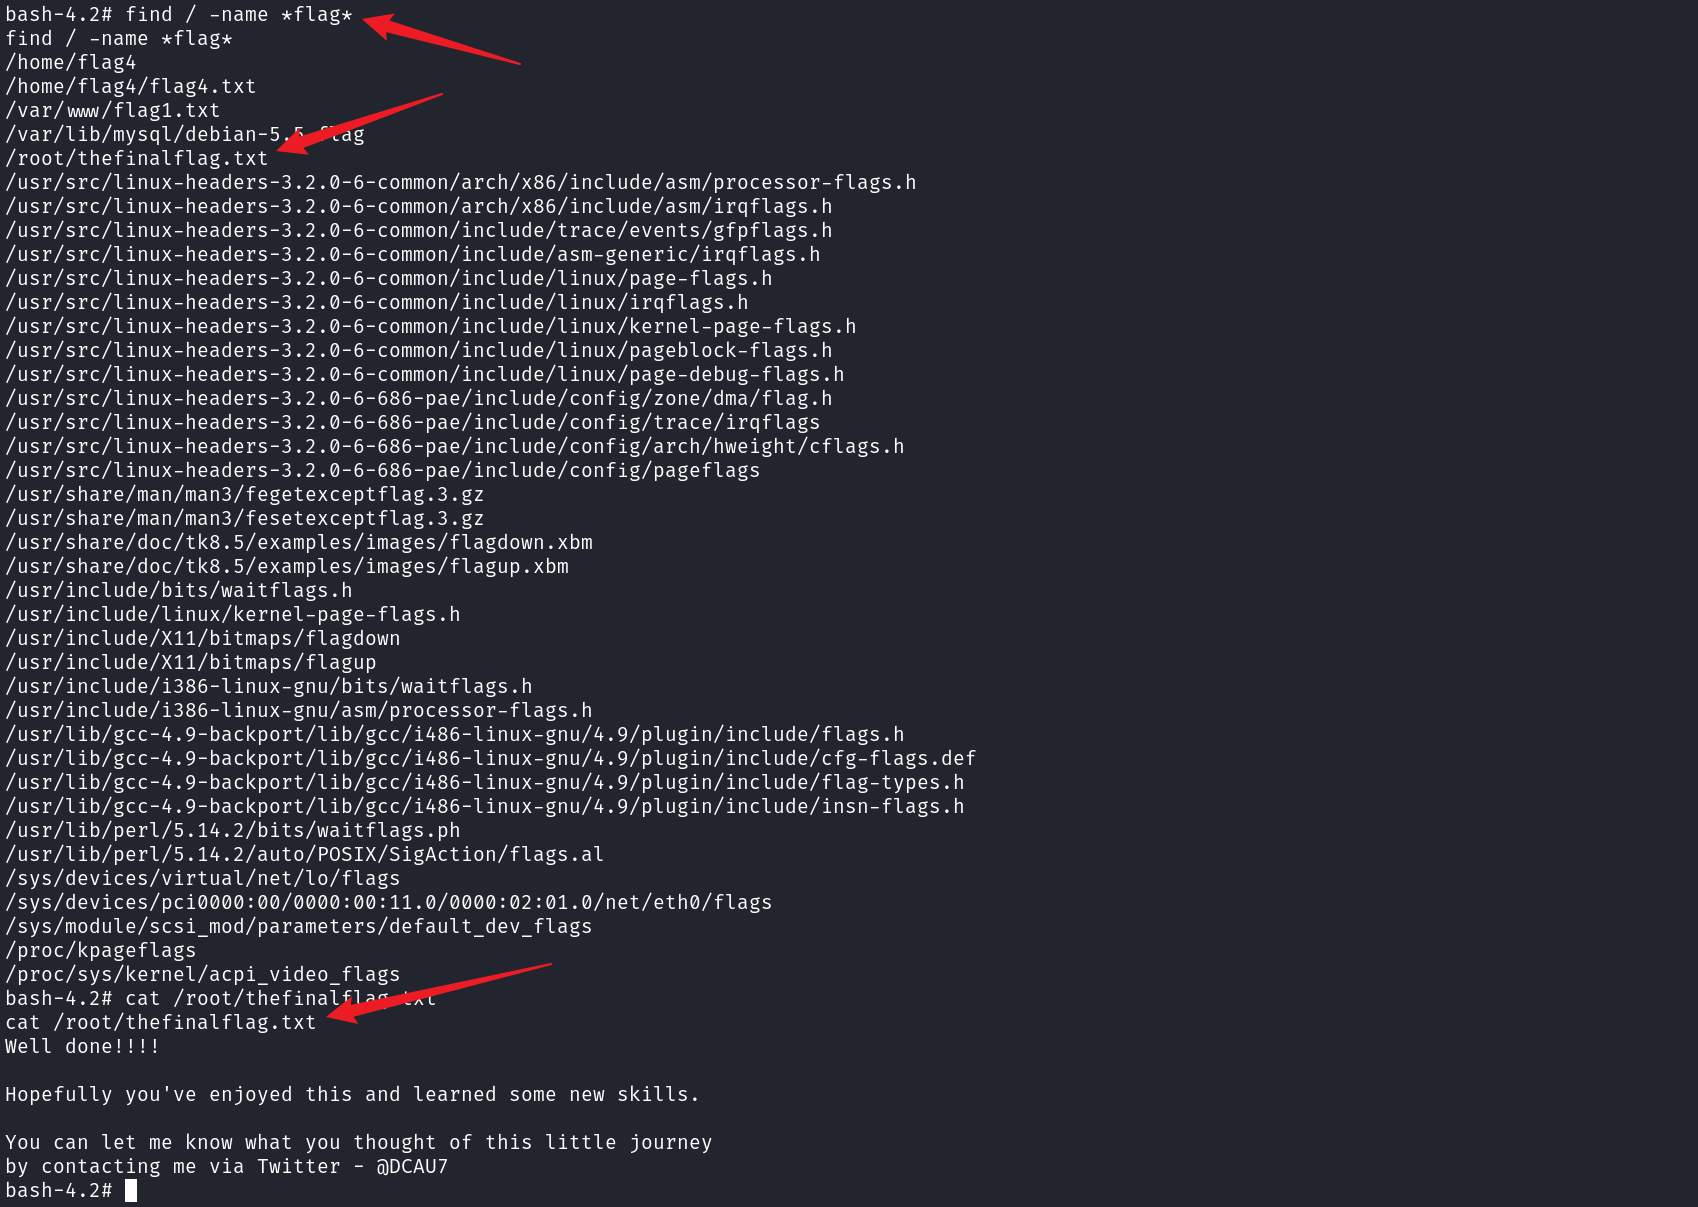 bash-4.2# find / -name *flag*
find / -name *flag*
/home/flag4
/home/flag4/flag4.txt
/var/www/flag1.txt
/var/lib/mysql/debian-5.5.flag
/root/thefinalflag.txt
/usr/src/linux-headers-3.2.0-6-common/arch/x86/include/asm/processor-flags.h
/usr/src/linux-headers-3.2.0-6-common/arch/x86/include/asm/irqflags.h
/usr/src/linux-headers-3.2.0-6-common/include/trace/events/gfpflags.h
/usr/src/linux-headers-3.2.0-6-common/include/asm-generic/irqflags.h
/usr/src/linux-headers-3.2.0-6-common/include/linux/page-flags.h
/usr/src/linux-headers-3.2.0-6-common/include/linux/irqflags.h
/usr/src/linux-headers-3.2.0-6-common/include/linux/kernel-page-flags.h
/usr/src/linux-headers-3.2.0-6-common/include/linux/pageblock-flags.h
/usr/src/linux-headers-3.2.0-6-common/include/linux/page-debug-flags.h
/usr/src/linux-headers-3.2.0-6-686-pae/include/config/zone/dma/flag.h
/usr/src/linux-headers-3.2.0-6-686-pae/include/config/trace/irqflags
/usr/src/linux-headers-3.2.0-6-686-pae/include/config/arch/hweight/cflags.h
/usr/src/linux-headers-3.2.0-6-686-pae/include/config/pageflags
/usr/share/man/man3/fegetexceptflag.3.gz
/usr/share/man/man3/fesetexceptflag.3.gz
/usr/share/doc/tk8.5/examples/images/flagdown.xbm
/usr/share/doc/tk8.5/examples/images/flagup.xbm
/usr/include/bits/waitflags.h
/usr/include/linux/kernel-page-flags.h
/usr/include/X11/bitmaps/flagdown
/usr/include/X11/bitmaps/flagup
/usr/include/i386-linux-gnu/bits/waitflags.h
/usr/include/i386-linux-gnu/asm/processor-flags.h
/usr/lib/gcc-4.9-backport/lib/gcc/i486-linux-gnu/4.9/plugin/include/flags.h
/usr/lib/gcc-4.9-backport/lib/gcc/i486-linux-gnu/4.9/plugin/include/cfg-flags.def
/usr/lib/gcc-4.9-backport/lib/gcc/i486-linux-gnu/4.9/plugin/include/flag-types.h
/usr/lib/gcc-4.9-backport/lib/gcc/i486-linux-gnu/4.9/plugin/include/insn-flags.h
/usr/lib/perl/5.14.2/bits/waitflags.ph
/usr/lib/perl/5.14.2/auto/POSIX/SigAction/flags.al
/sys/devices/virtual/net/lo/flags
/sys/devices/pci0000:00/0000:00:11.0/0000:02:01.0/net/eth0/flags
/sys/module/scsi_mod/parameters/default_dev_flags
/proc/kpageflags
/proc/sys/kernel/acpi_video_flags
bash-4.2# cat /root/thefinalflag.txt
cat /root/thefinalflag.txt
Well done!!!!
Hopefully you've enjoyed this and learned some new skills.
You can let me know what you thought of this little journey
by contacting me via Twitter - @DCAU7
bash-4.2#